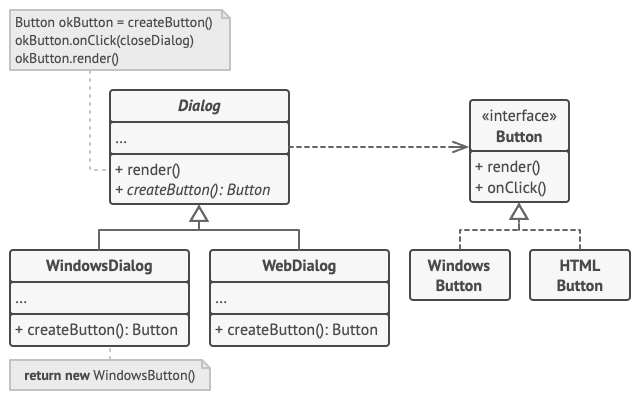 Button okButton = createButton()
okButton.onClick(closeDialog)
okButton.render()
Dialog
...
+ render()
+ createButton(): Button
«interface»
Button
+ render()
+ onClick()
WindowsDialog
...
+ createButton(): Button
WebDialog
...
+ createButton(): Button
Windows
Button
HTML
Button
return new WindowsButton()